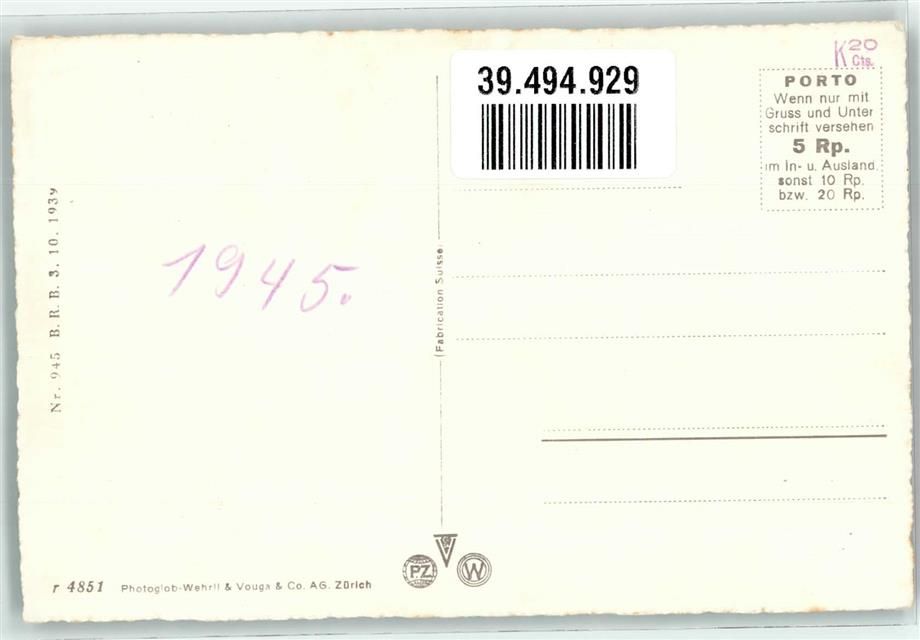 K20
Cts.
39.494.929
PORTO
Wenn nur mit
Gruss und Unter
schrift versehen
5 Rp.
im In- u. Ausland,
sonst 10 Rp.
bzw. 20 Rp.
Nr. 945 B. R. B. 3. 10. 1939
1945.
(Fabrication Suisse)
r 4851 Photoglob-Wehrli & Vouga & Co. AG. Zürich
PZ
W